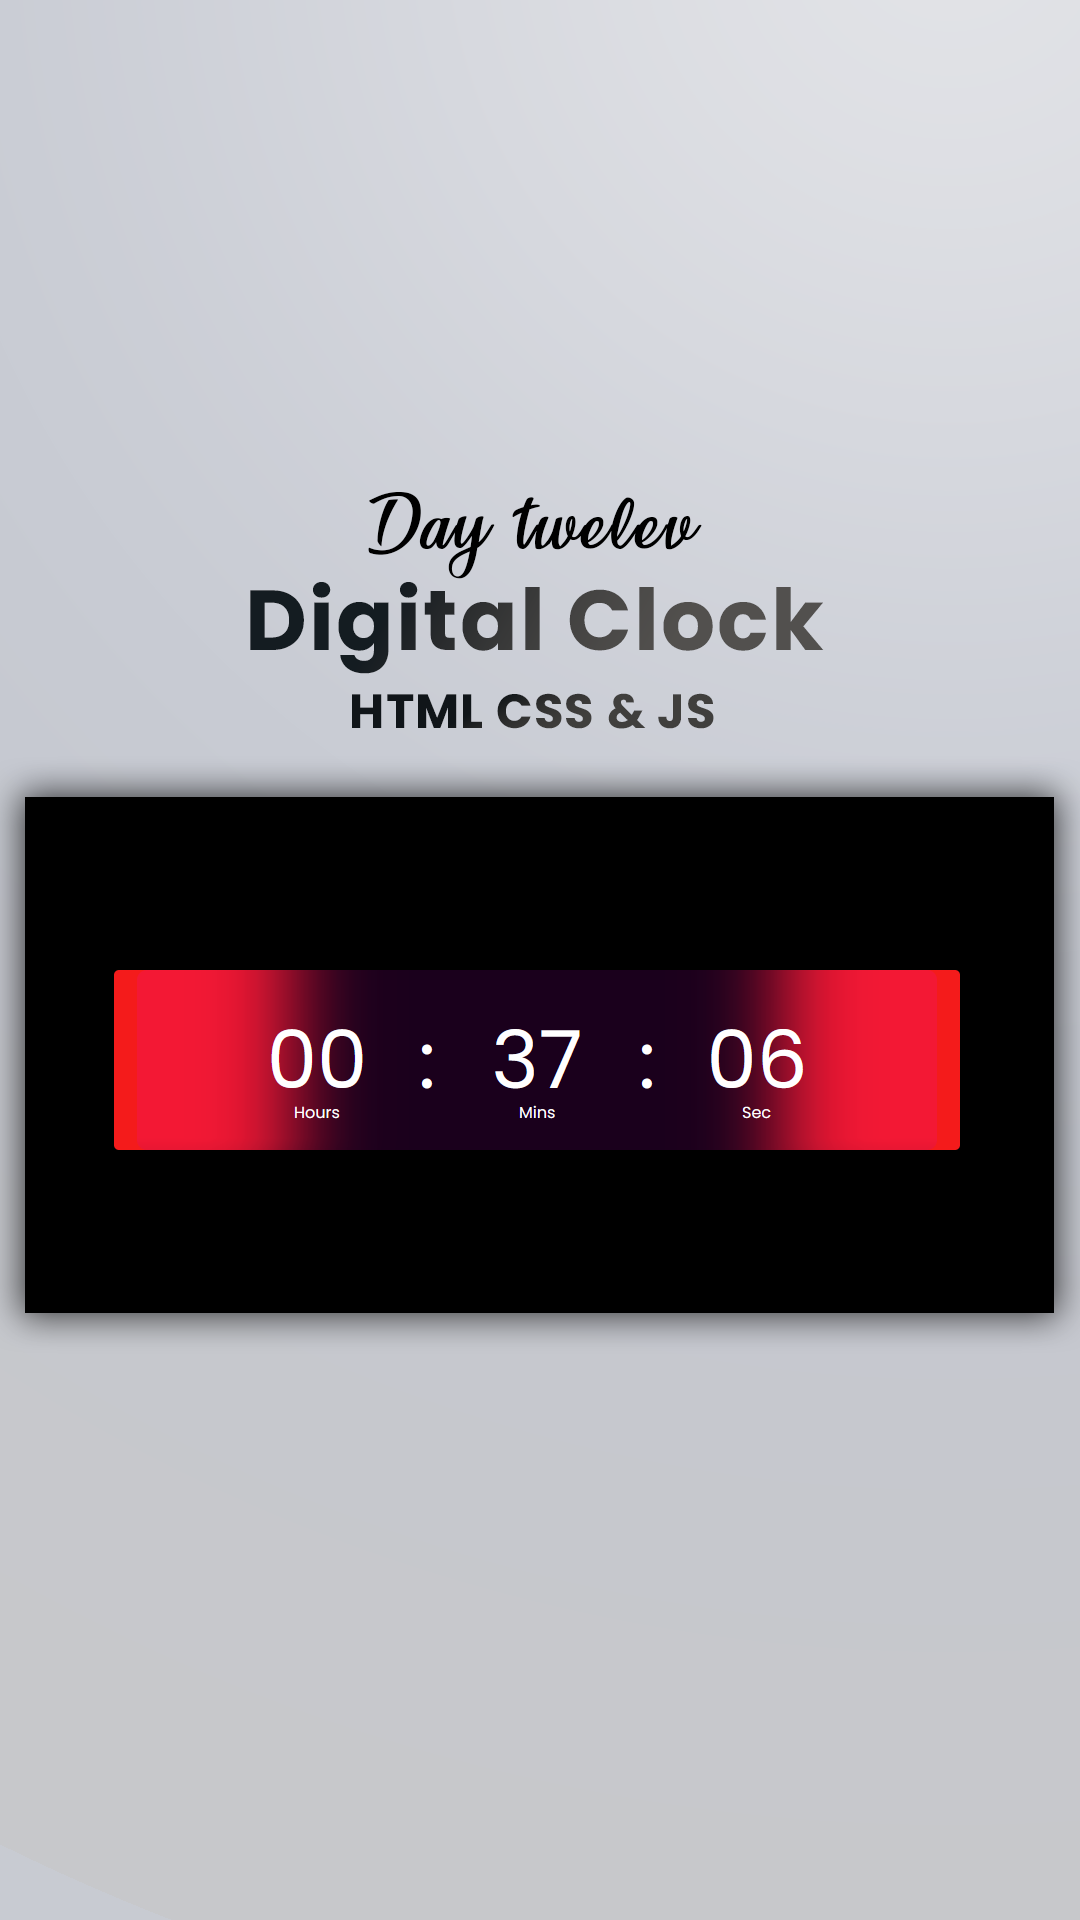 Day twelev
Digital Clock
HTML CSS & JS
00 : 37 : 06
Hours Mins Sec